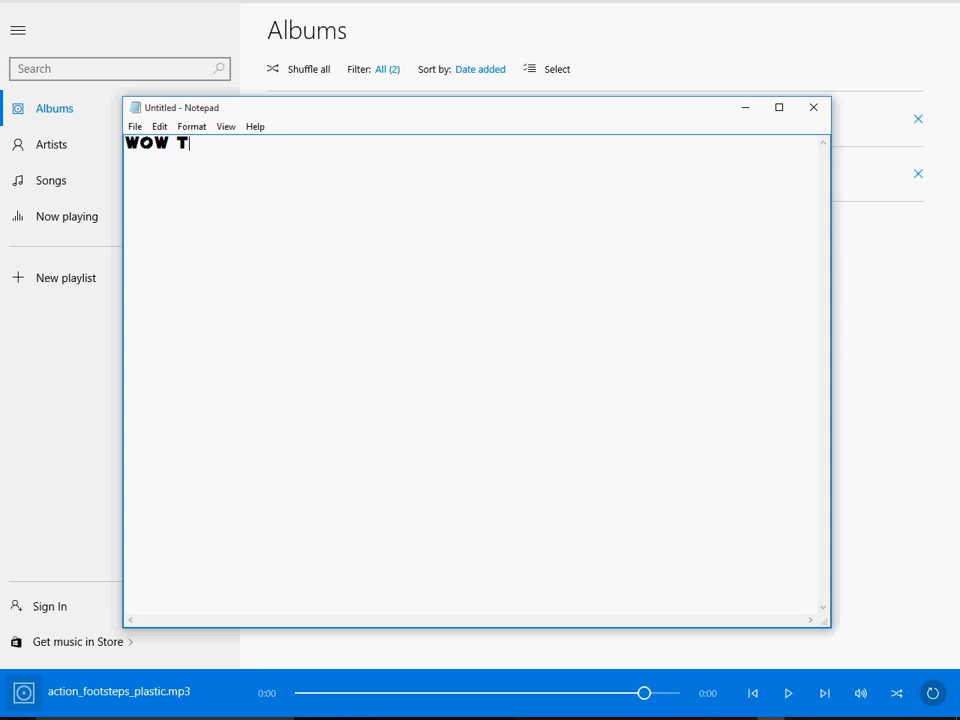 Albums
Search
Shuffle all
Filter: All (2)
Sort by: Date added
Select
Albums
Artists
Songs
Now playing
New playlist
Untitled - Notepad
File Edit Format View Help
WOW T
Sign In
Get music in Store
action_footsteps_plastic.mp3
0:00
0:00